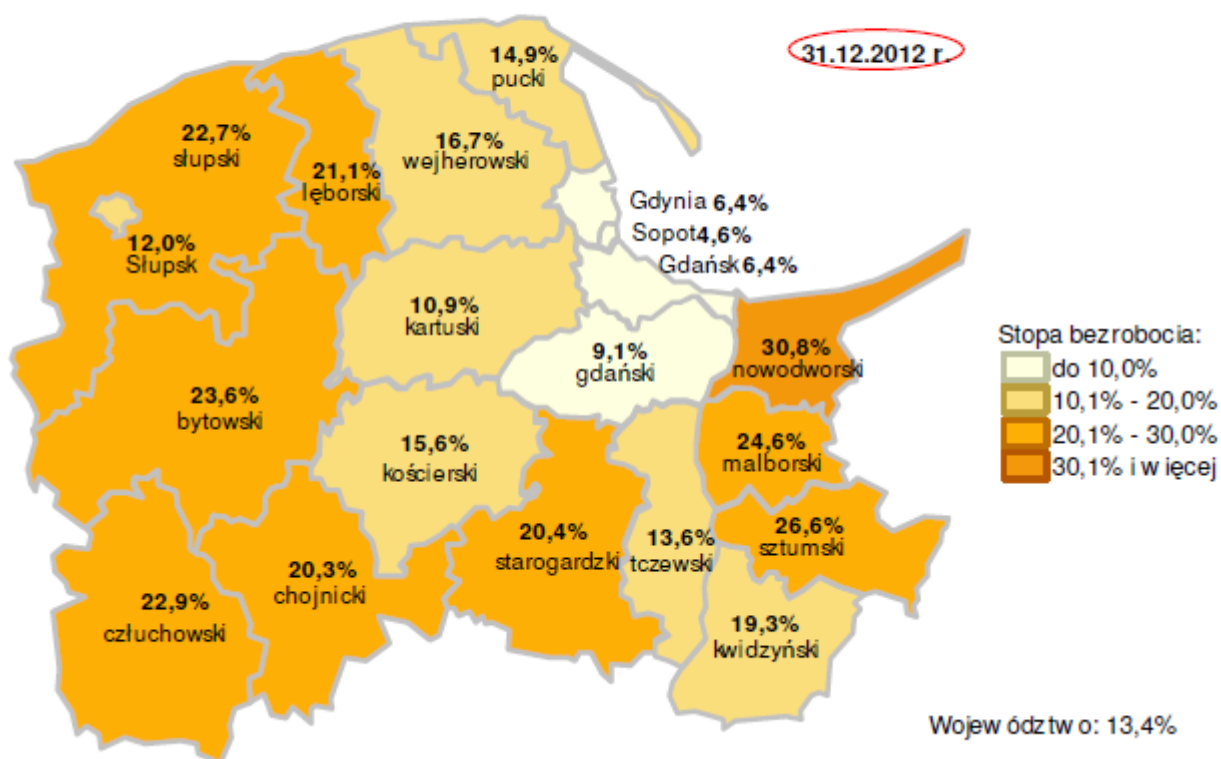 31.12.2012 r.
14,9%
pucki
22,7%
słupski
16,7%
wejherowski
21,1%
lęborski
Gdynia 6,4%
Sopot 4,6%
Gdańsk 6,4%
12,0%
Słupsk
10,9%
kartuski
9,1%
gdański
30,8%
nowodworski
23,6%
bytowski
15,6%
kościerski
24,6%
malborski
20,4%
starogardzki
13,6%
tczewski
26,6%
sztumski
20,3%
chojnicki
22,9%
człuchowski
19,3%
kwidzyński
Stopa bezrobocia:
do 10,0%
10,1% - 20,0%
20,1% - 30,0%
30,1% i więcej
Województwo: 13,4%